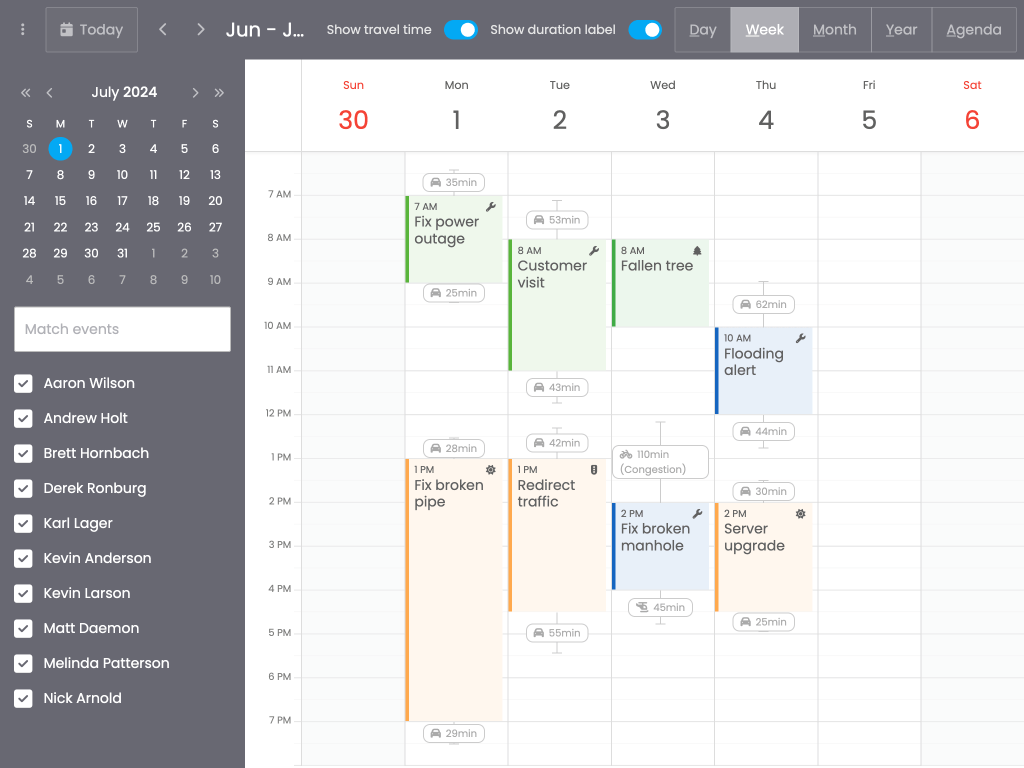 Today
Jun - J...
Show travel time
Show duration label
Day
Week
Month
Year
Agenda
« ‹ July 2024 › »
S M T W T F S
30 1 2 3 4 5 6
7 8 9 10 11 12 13
14 15 16 17 18 19 20
21 22 23 24 25 26 27
28 29 30 31 1 2 3
4 5 6 7 8 9 10
Match events
Aaron Wilson
Andrew Holt
Brett Hornbach
Derek Ronburg
Karl Lager
Kevin Anderson
Kevin Larson
Matt Daemon
Melinda Patterson
Nick Arnold
Sun Mon Tue Wed Thu Fri Sat
30 1 2 3 4 5 6
7 AM
8 AM
9 AM
10 AM
11 AM
12 PM
1 PM
2 PM
3 PM
4 PM
5 PM
6 PM
7 PM
35min
7 AM
Fix power
outage
25min
28min
1 PM
Fix broken
pipe
29min
53min
8 AM
Customer
visit
43min
42min
1 PM
Redirect
traffic
55min
8 AM
Fallen tree
110min
(Congestion)
2 PM
Fix broken
manhole
45min
62min
10 AM
Flooding
alert
44min
30min
2 PM
Server
upgrade
25min